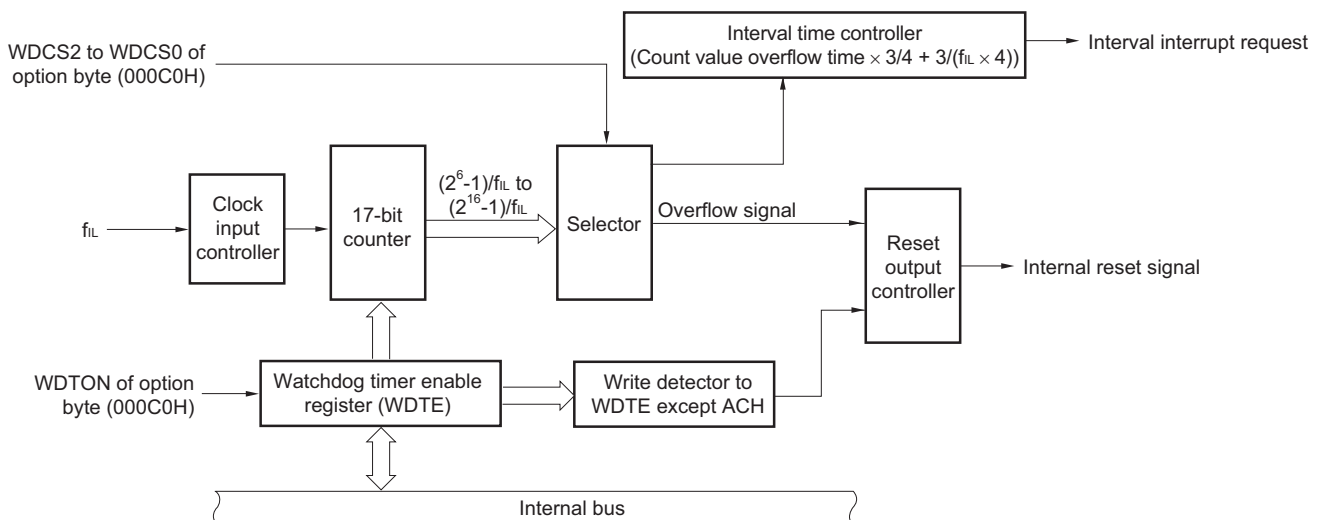 WDCS2 to WDCS0 of
option byte (000C0H)
Interval time controller
(Count value overflow time × 3/4 + 3/(fIL × 4))
Interval interrupt request
fIL
Clock
input
controller
17-bit
counter
(2^6-1)/fIL to
(2^16-1)/fIL
Selector
Overflow signal
Reset
output
controller
Internal reset signal
WDTON of option
byte (000C0H)
Watchdog timer enable
register (WDTE)
Write detector to
WDTE except ACH
Internal bus